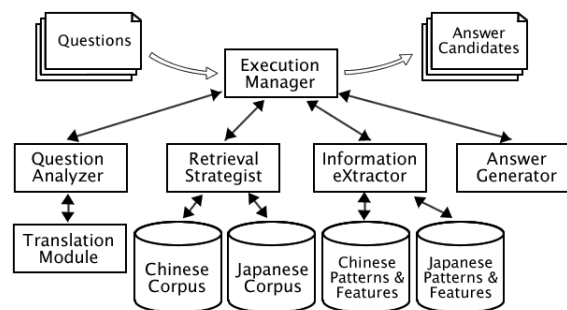 Questions
Answer
Candidates
Execution
Manager
Question
Analyzer
Retrieval
Strategist
Information
eXtractor
Answer
Generator
Translation
Module
Chinese
Corpus
Japanese
Corpus
Chinese
Patterns &
Features
Japanese
Patterns &
Features